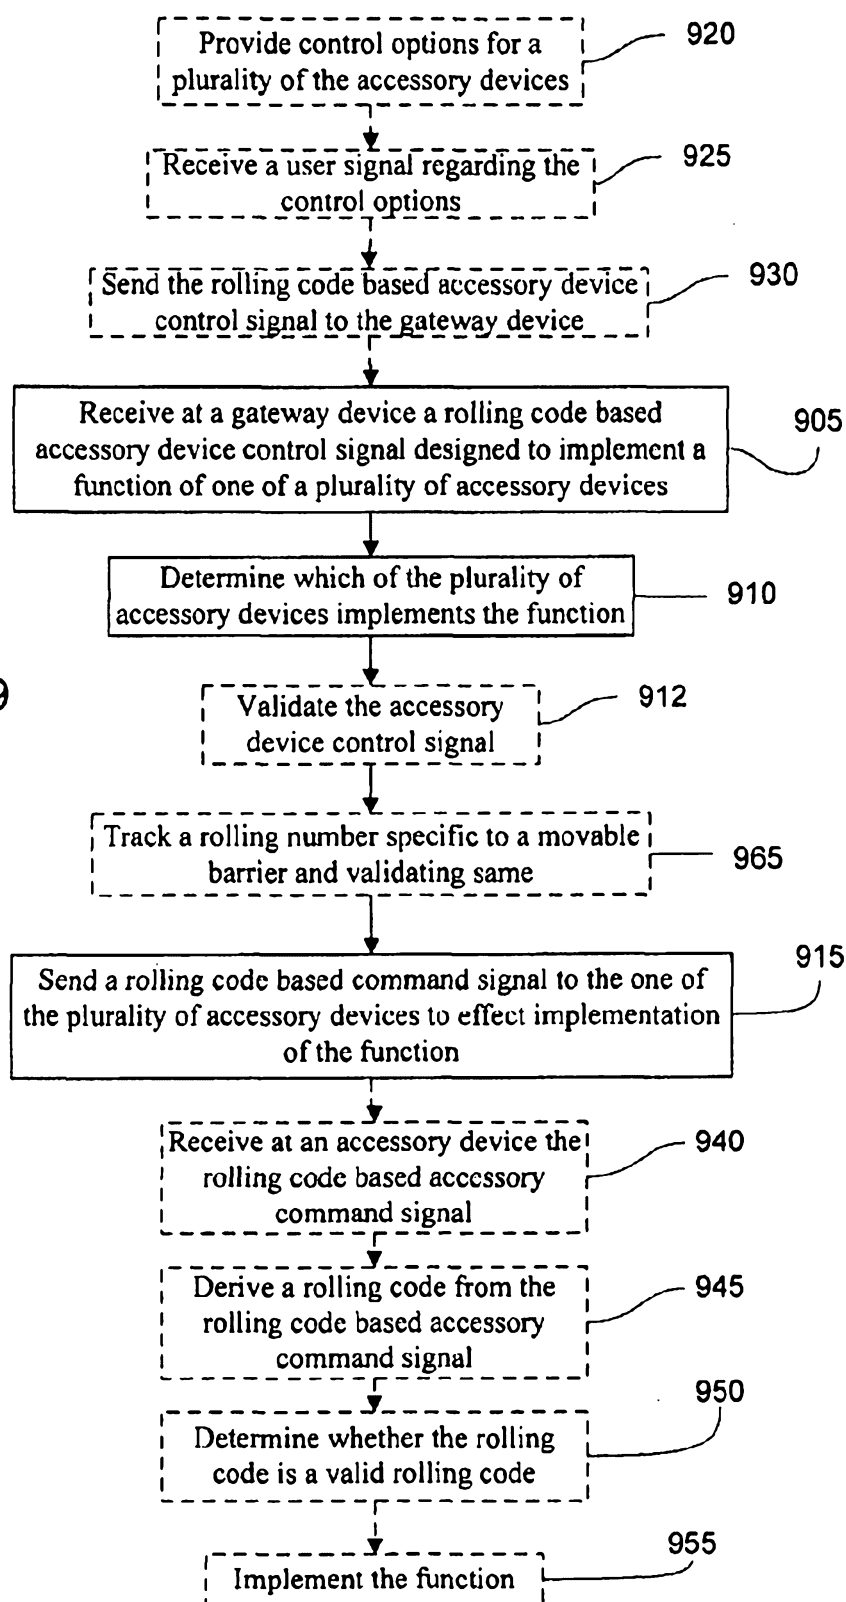 Provide control options for a
plurality of the accessory devices
920
Receive a user signal regarding the
control options
925
Send the rolling code based accessory device
control signal to the gateway device
930
Receive at a gateway device a rolling code based
accessory device control signal designed to implement a
function of one of a plurality of accessory devices
905
Determine which of the plurality of
accessory devices implements the function
910
9
Validate the accessory
device control signal
912
Track a rolling number specific to a movable
barrier and validating same
965
Send a rolling code based command signal to the one of
the plurality of accessory devices to effect implementation
of the function
915
Receive at an accessory device the
rolling code based accessory
command signal
940
Derive a rolling code from the
rolling code based accessory
command signal
945
Determine whether the rolling
code is a valid rolling code
950
Implement the function
955